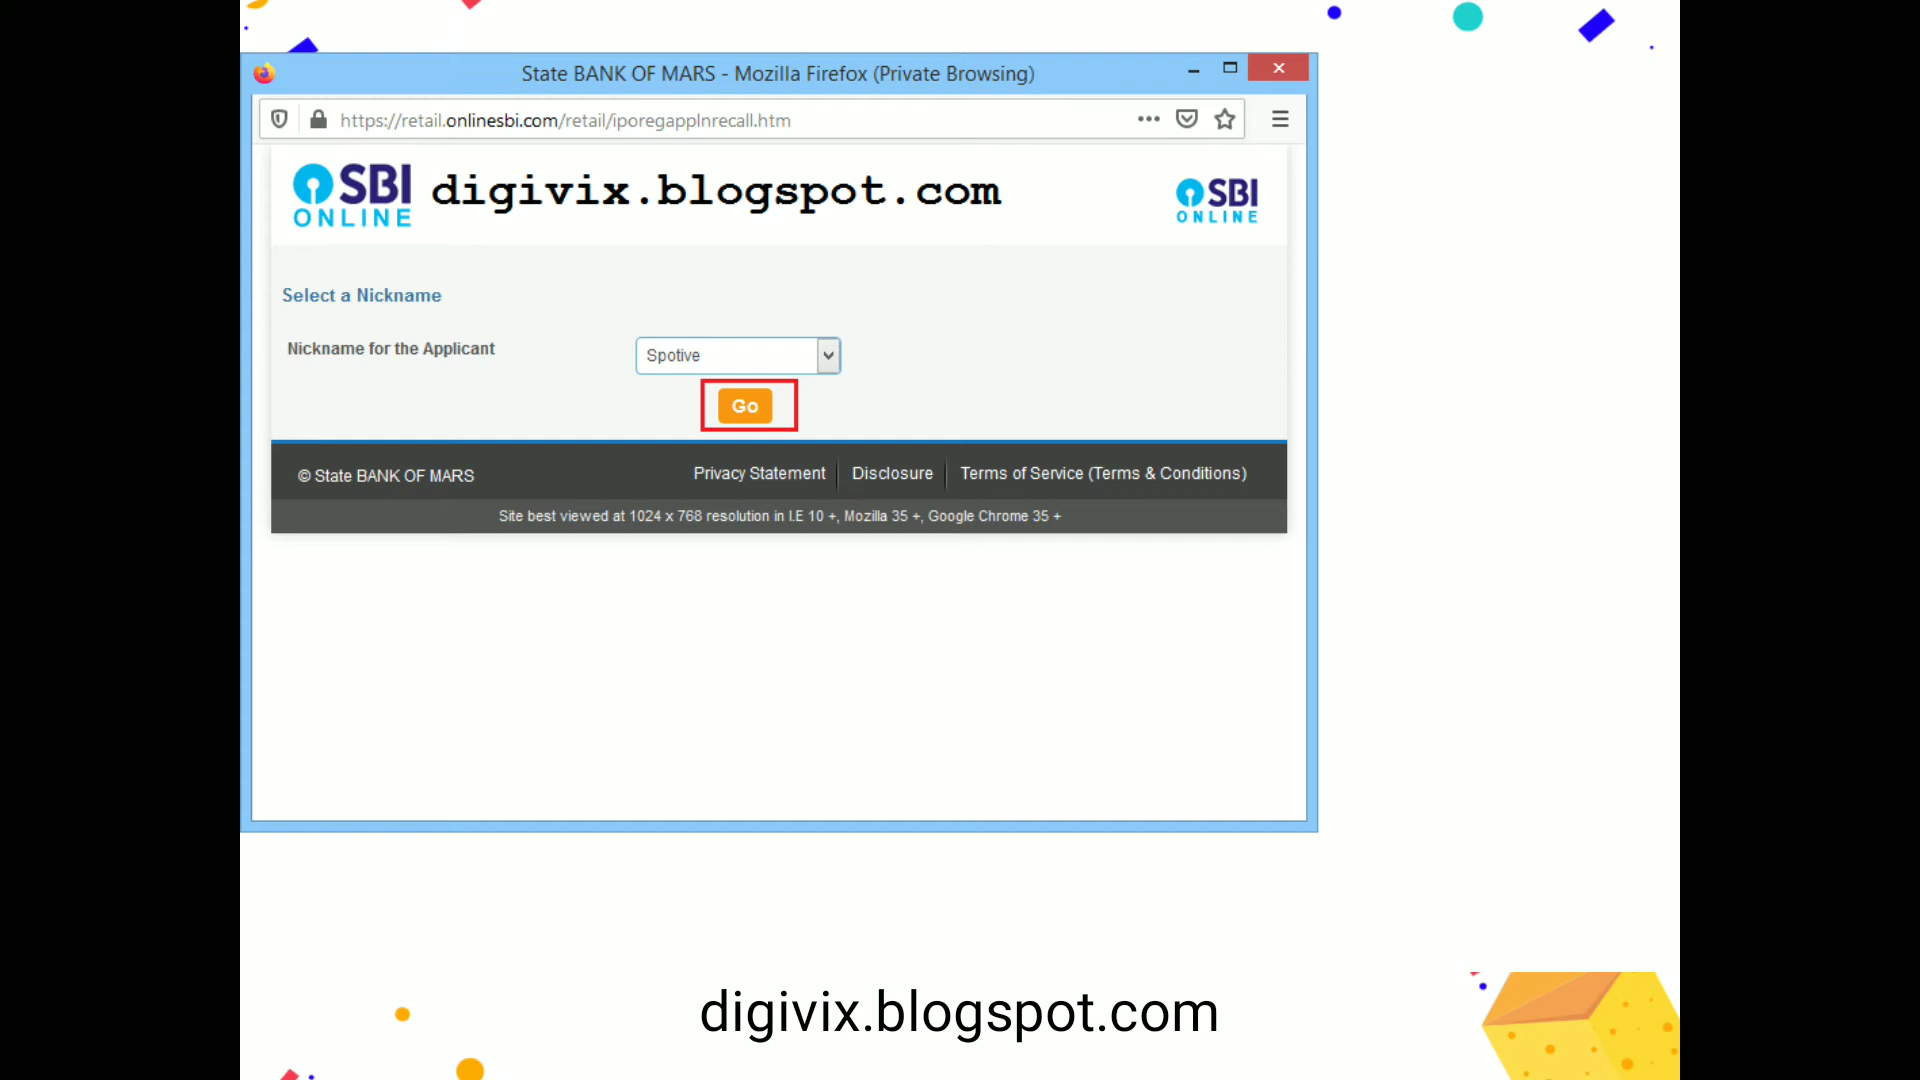 State BANK OF MARS - Mozilla Firefox (Private Browsing)
https://retail.onlinesbi.com/retail/iporegapplnrecall.htm
SBI
ONLINE
digivix.blogspot.com
SBI
ONLINE
Select a Nickname
Nickname for the Applicant
Spotive
Go
© State BANK OF MARS
Privacy Statement
Disclosure
Terms of Service (Terms & Conditions)
Site best viewed at 1024 x 768 resolution in I.E 10 +, Mozilla 35 +, Google Chrome 35 +
digivix.blogspot.com